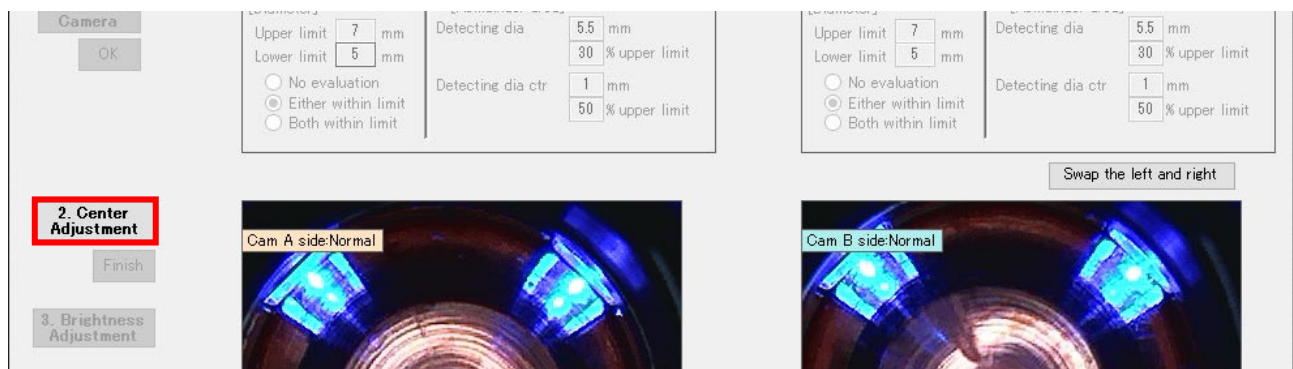 Camera
OK
Upper limit 7 mm
Lower limit 5 mm
No evaluation
Either within limit
Both within limit
Detecting dia 5.5 mm
30 % upper limit
Detecting dia ctr 1 mm
50 % upper limit
Upper limit 7 mm
Lower limit 5 mm
No evaluation
Either within limit
Both within limit
Detecting dia 5.5 mm
30 % upper limit
Detecting dia ctr 1 mm
50 % upper limit
Swap the left and right
2. Center
Adjustment
Finish
3. Brightness
Adjustment
Cam A side:Normal
Cam B side:Normal